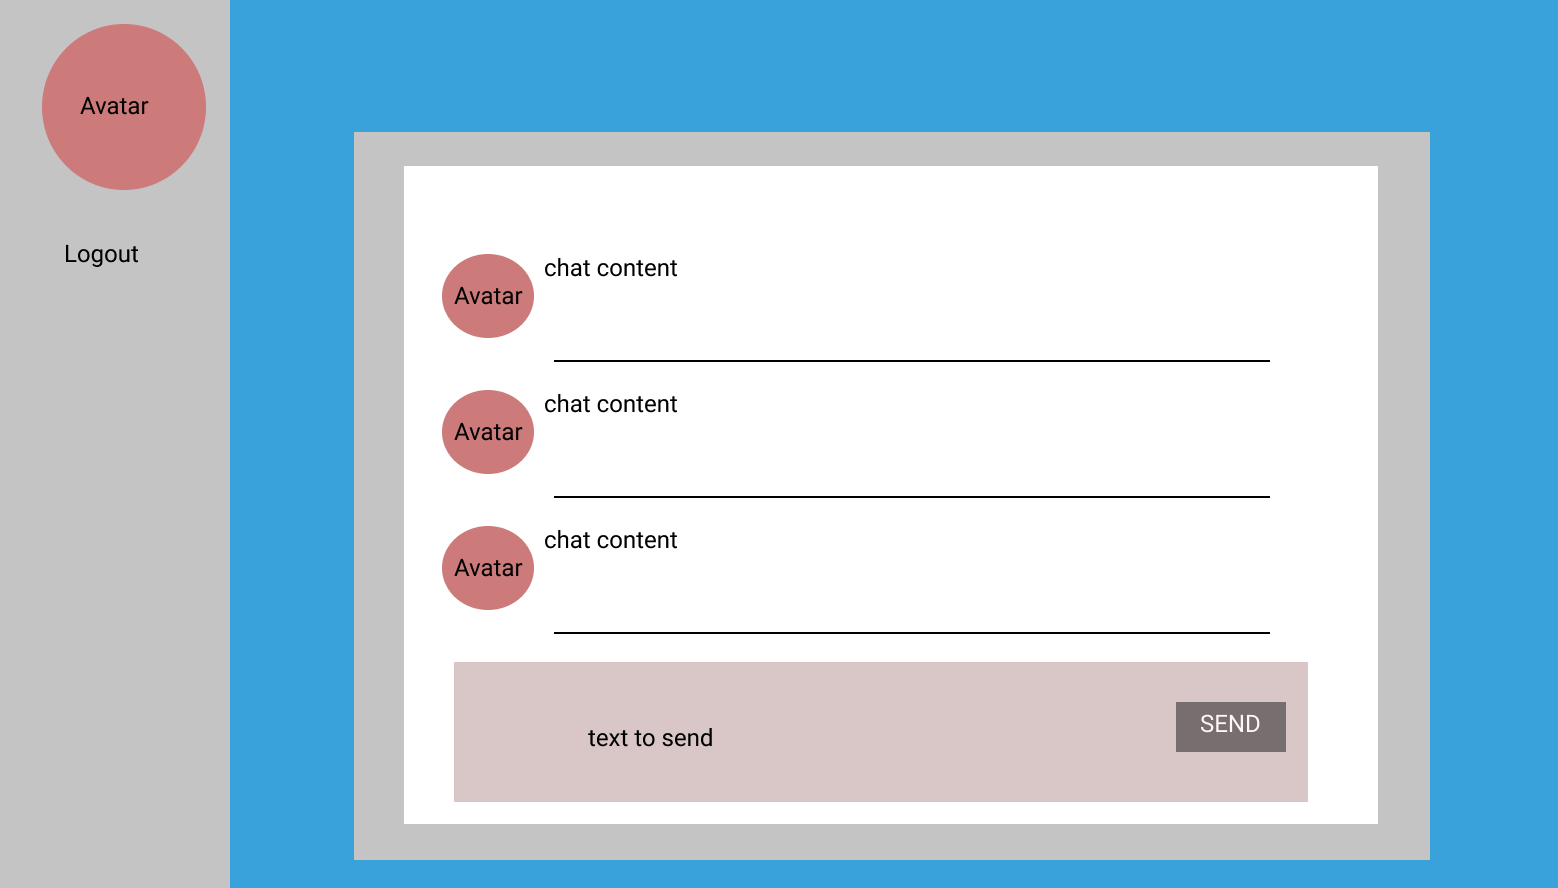 Avatar
Logout
chat content
Avatar
chat content
Avatar
chat content
Avatar
text to send
SEND